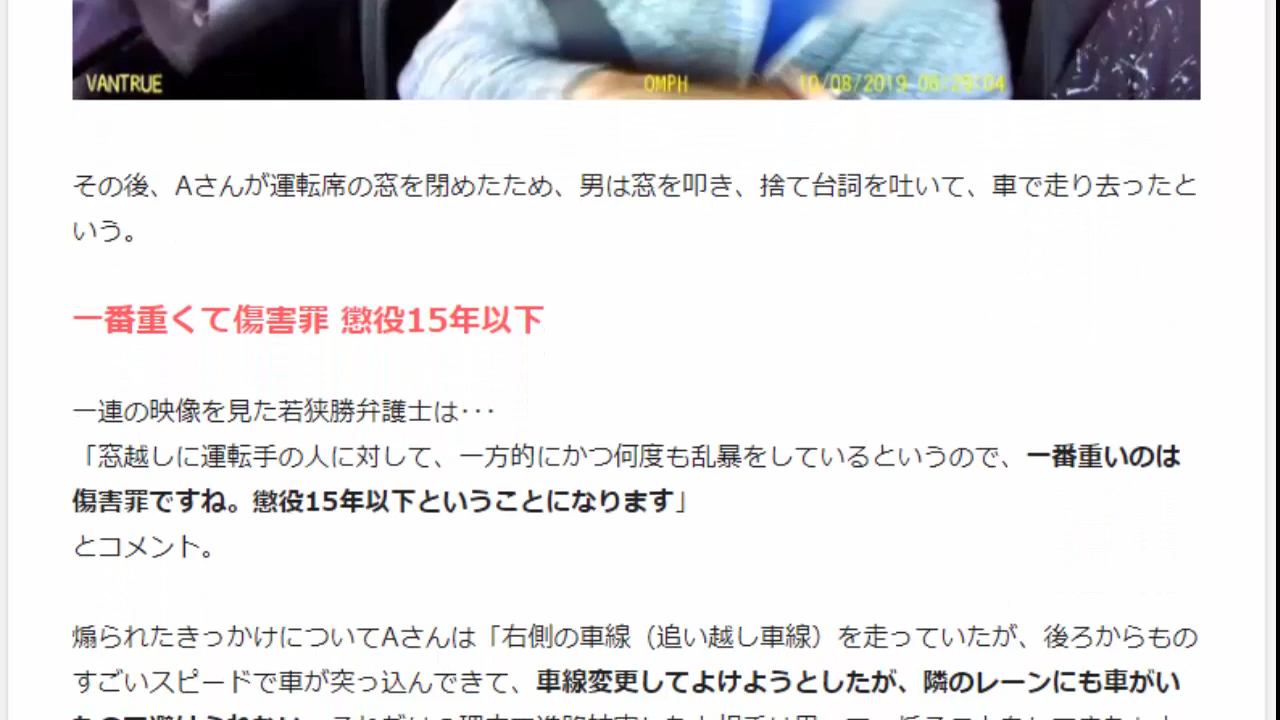 VANTRUE 0MPH 10/08/2019 06:29:04
その後、Aさんが運転席の窓を閉めたため、男は窓を叩き、捨て台詞を吐いて、車で走り去ったと
いう。
一番重くて傷害罪 懲役15年以下
一連の映像を見た若狭勝弁護士は･･･
「窓越しに運転手の人に対して、一方的にかつ何度も乱暴をしているというので、一番重いのは
傷害罪ですね。懲役15年以下ということになります」
とコメント。
煽られたきっかけについてAさんは「右側の車線（追い越し車線）を走っていたが、後ろからもの
すごいスピードで車が突っ込んできて、車線変更してよけようとしたが、隣のレーンにも車がい